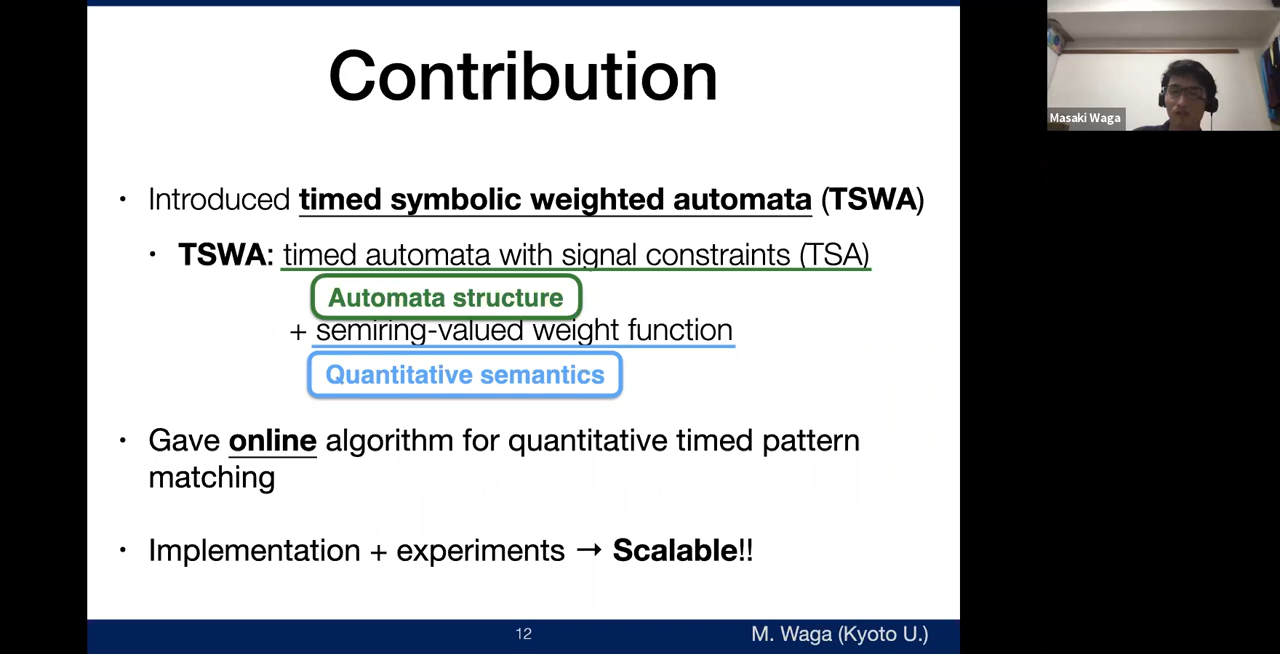 Contribution
Masaki Waga
• Introduced timed symbolic weighted automata (TSWA)
• TSWA: timed automata with signal constraints (TSA)
Automata structure
+ semiring-valued weight function
Quantitative semantics
• Gave online algorithm for quantitative timed pattern
matching
• Implementation + experiments → Scalable!!
12
M. Waga (Kyoto U.)